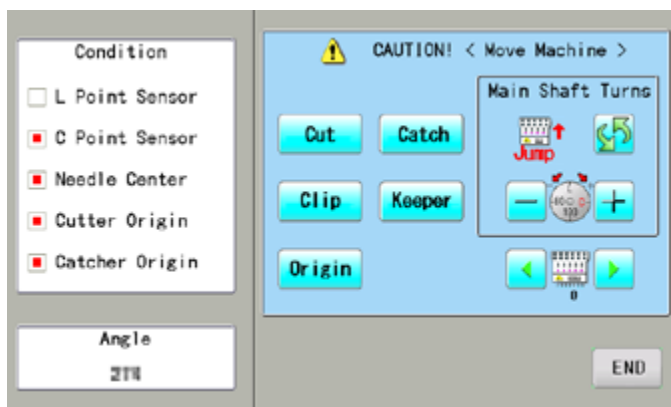 Condition
L Point Sensor
C Point Sensor
Needle Center
Cutter Origin
Catcher Origin
Angle
CAUTION! < Move Machine >
Main Shaft Turns
Cut
Catch
Jump
Clip
Keeper
Origin
0
END